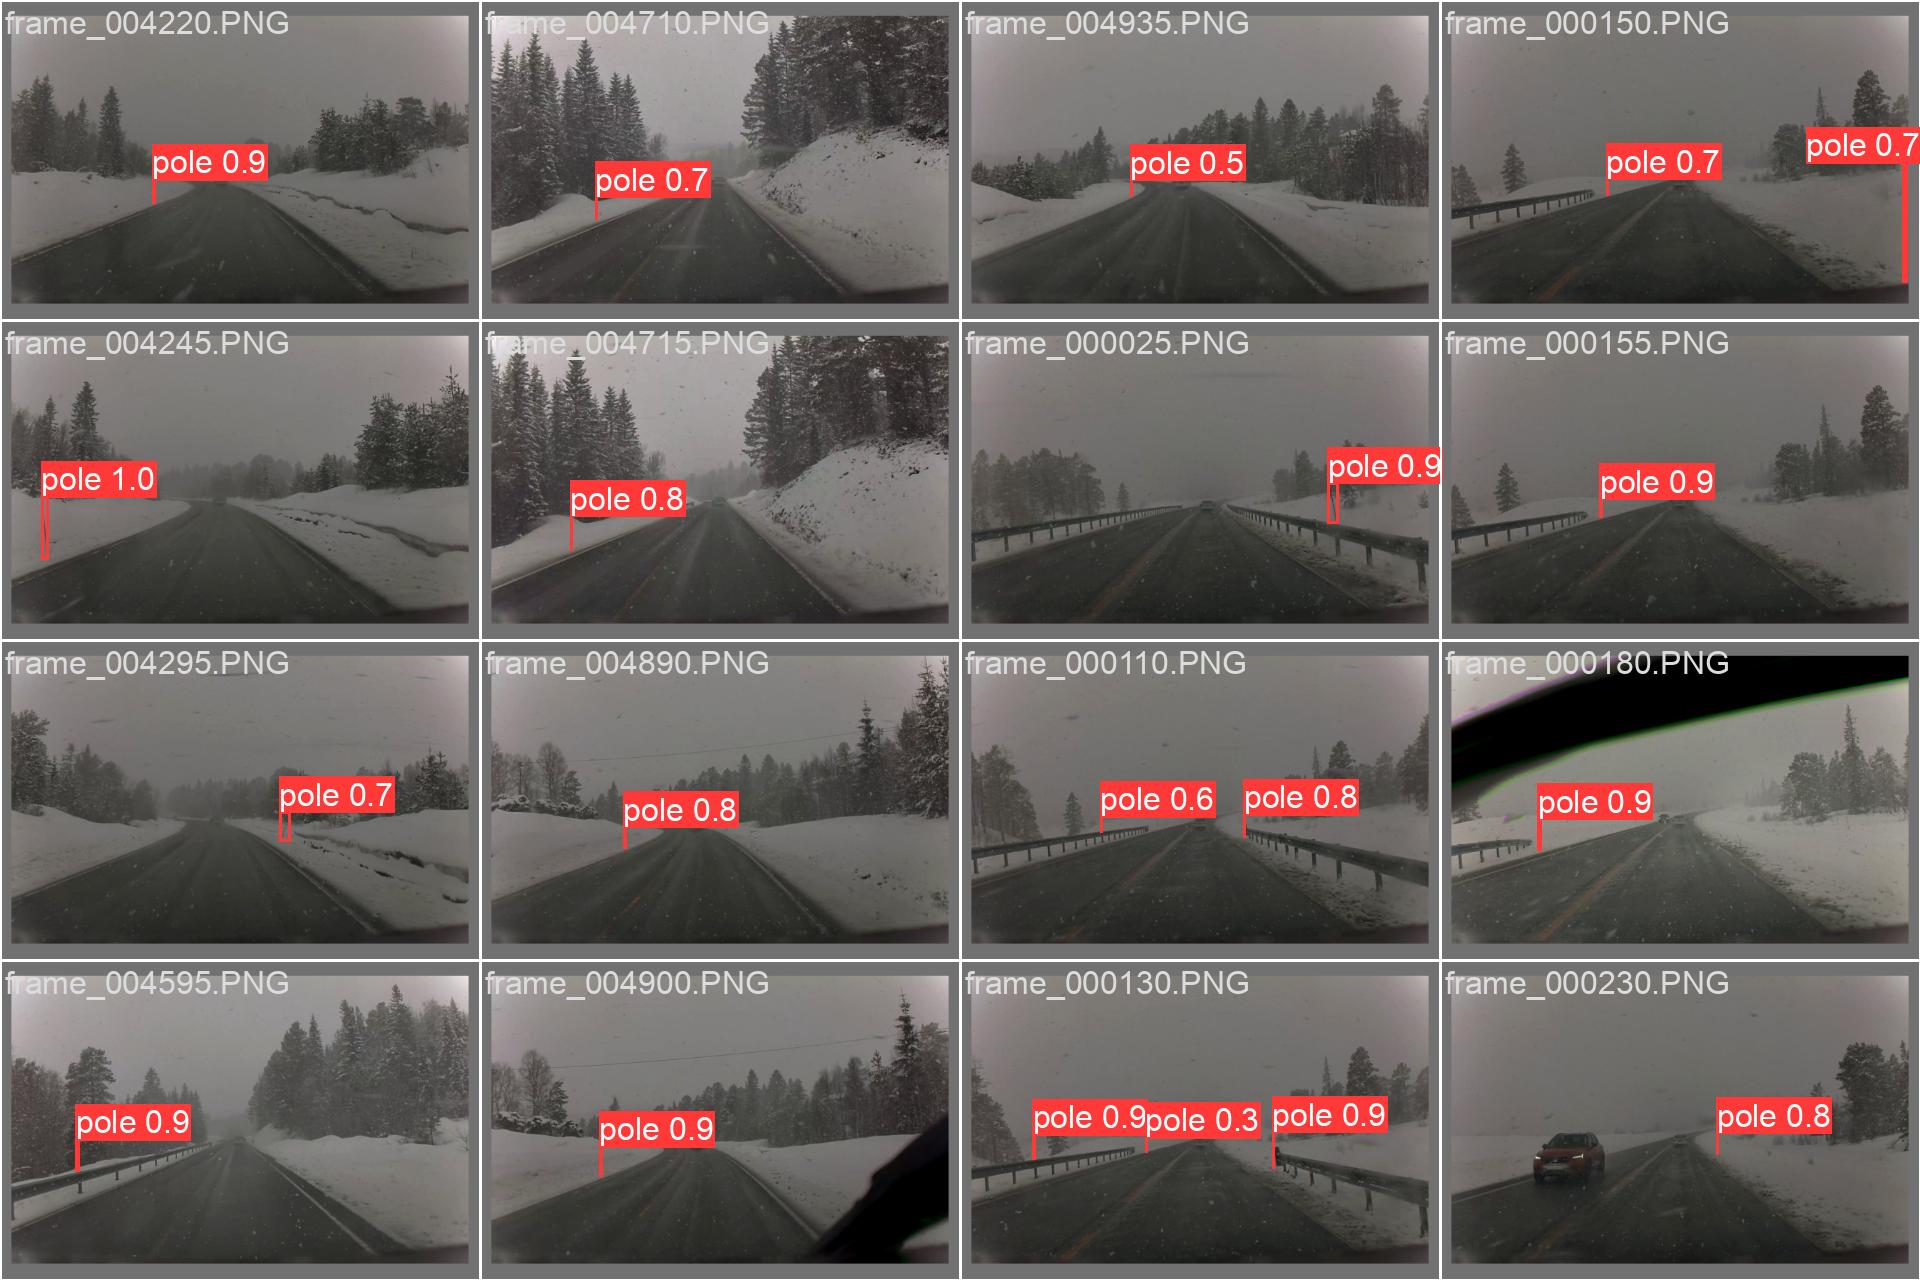 frame_004220.PNG
pole 0.9
frame_004710.PNG
pole 0.7
frame_004935.PNG
pole 0.5
frame_000150.PNG
pole 0.7
pole 0.7
frame_004245.PNG
pole 1.0
frame_004715.PNG
pole 0.8
frame_000025.PNG
pole 0.9
frame_000155.PNG
pole 0.9
frame_004295.PNG
pole 0.7
frame_004890.PNG
pole 0.8
frame_000110.PNG
pole 0.6
pole 0.8
frame_000180.PNG
pole 0.9
frame_004595.PNG
pole 0.9
frame_004900.PNG
pole 0.9
frame_000130.PNG
pole 0.9
pole 0.3
pole 0.9
frame_000230.PNG
pole 0.8